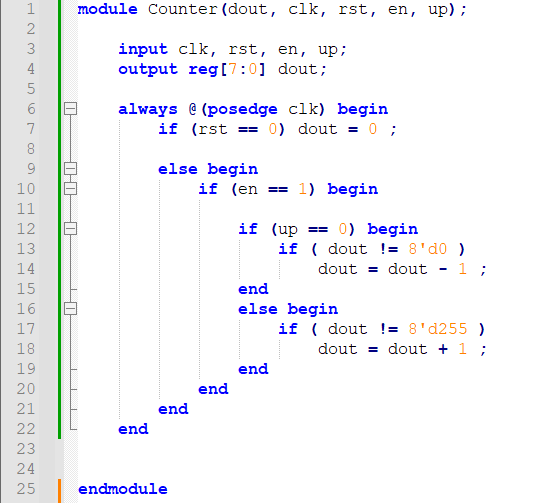 1 module Counter(dout, clk, rst, en, up);
2
3     input clk, rst, en, up;
4     output reg[7:0] dout;
5
6     always @(posedge clk) begin
7         if (rst == 0) dout = 0 ;
8
9         else begin
10             if (en == 1) begin
11
12                 if (up == 0) begin
13                     if ( dout != 8'd0 )
14                         dout = dout - 1 ;
15                 end
16                 else begin
17                     if ( dout != 8'd255 )
18                         dout = dout + 1 ;
19                 end
20             end
21         end
22     end
23
24
25 endmodule